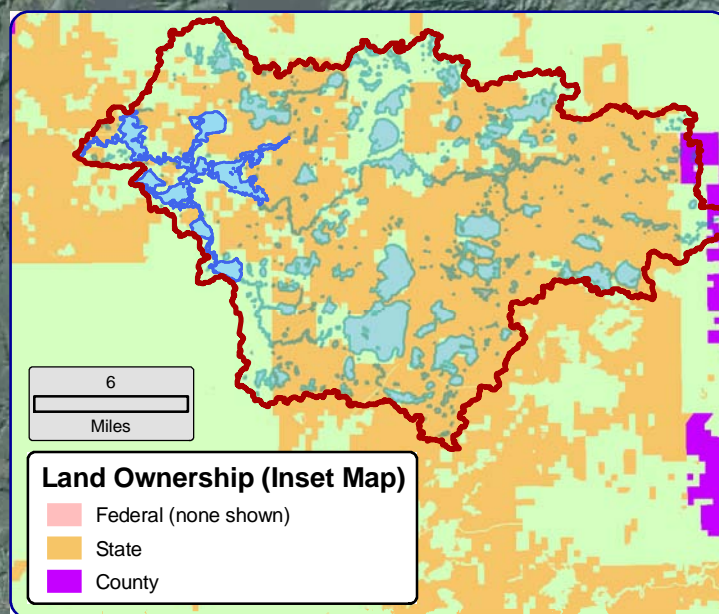 6
Miles
Land Ownership (Inset Map)
Federal (none shown)
State
County